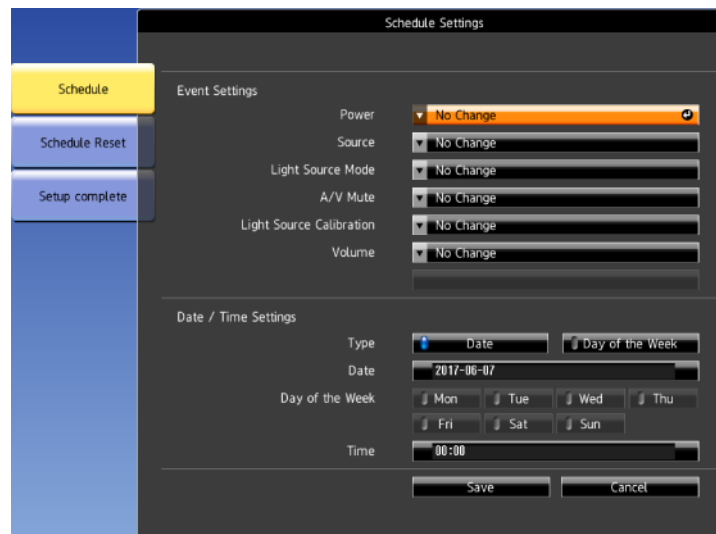 Schedule Settings
Schedule
Schedule Reset
Setup complete
Event Settings
Power No Change
Source No Change
Light Source Mode No Change
A/V Mute No Change
Light Source Calibration No Change
Volume No Change
Date / Time Settings
Type Date Day of the Week
Date 2017-06-07
Day of the Week Mon Tue Wed Thu
Fri Sat Sun
Time 00:00
Save Cancel